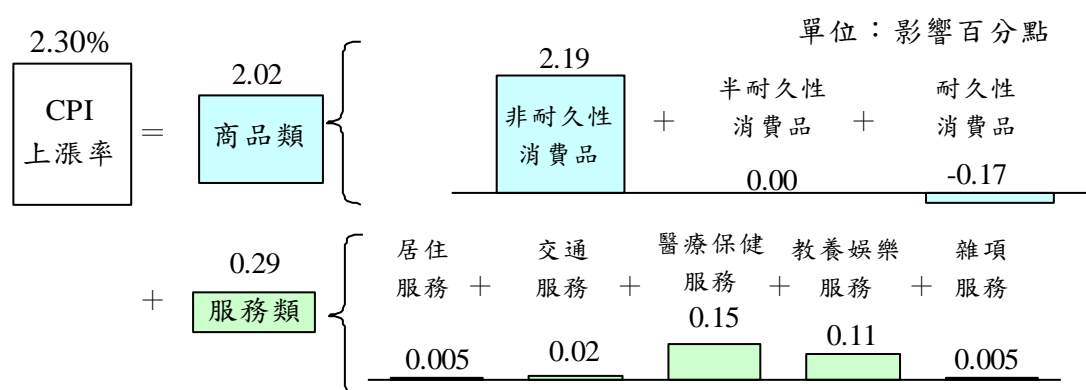 單位：影響百分點
2.30%
CPI
上漲率
=
2.02
商品類
2.19
非耐久性
消費品
+
半耐久性
消費品
0.00
+
耐久性
消費品
-0.17
+
0.29
服務類
居住
服務
0.005
+
交通
服務
0.02
+
醫療保健
服務
0.15
+
教養娛樂
服務
0.11
+
雜項
服務
0.005